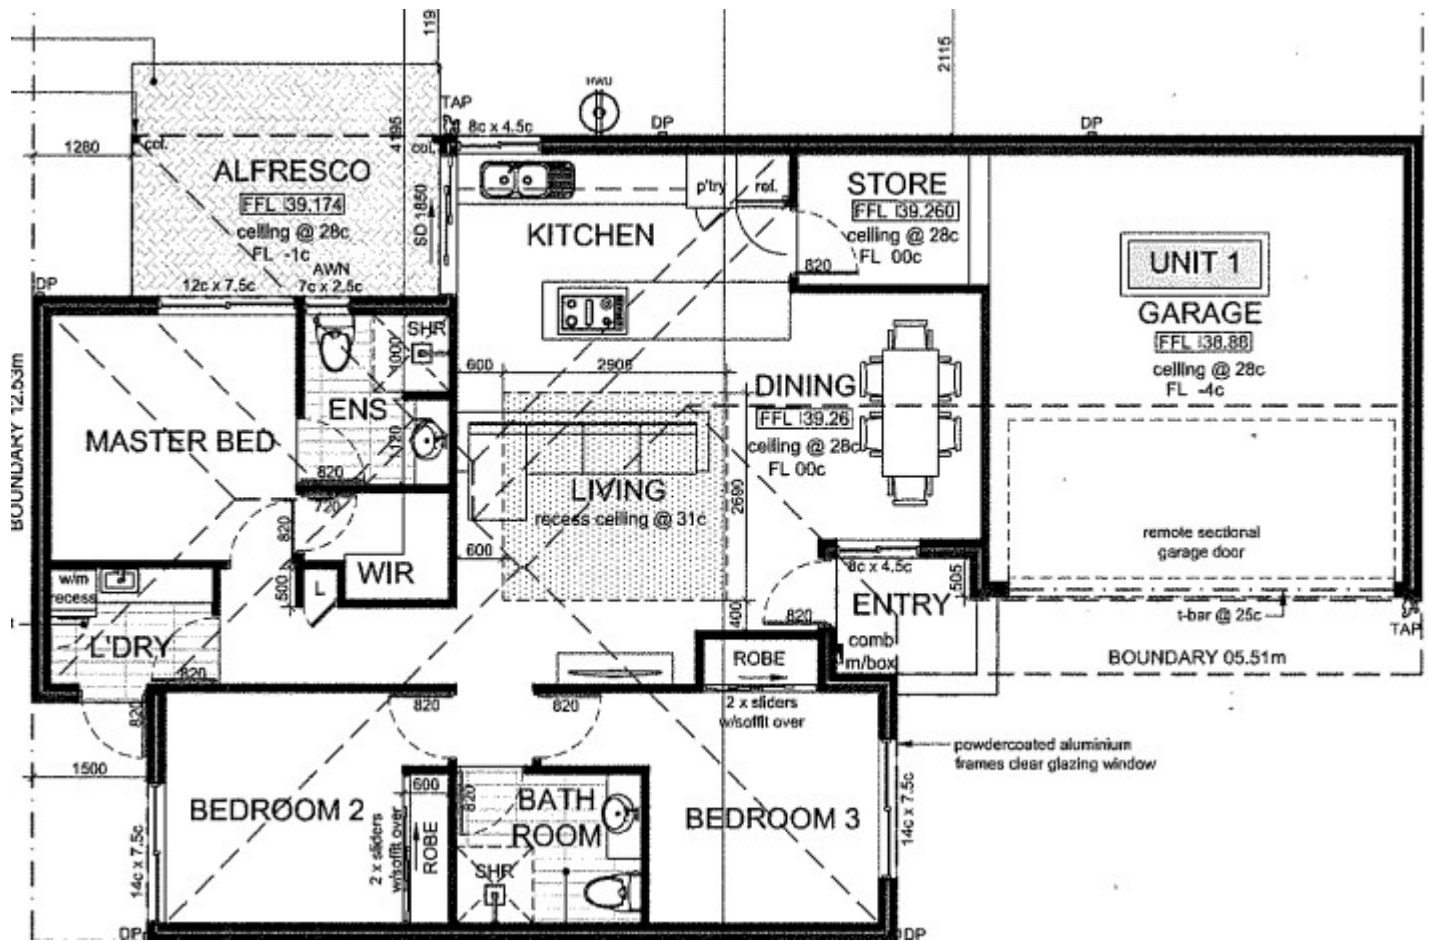 119
2115
HWU
TAP
8c x 4.5c
DP
DP
1280
col.
4195
col.
ALFRESCO
FFL 139.174
ceiling @ 28c
FL -1c
SD 1850
p'try
ref.
KITCHEN
STORE
FFL 139.260
ceiling @ 28c
FL 00c
820
UNIT 1
GARAGE
FFL 138.88
ceiling @ 28c
FL -4c
DP
12c x 7.5c
AWN
7c x 2.5c
SHR
1000
600
2908
DINING
FFL 139.26
ceiling @ 28c
FL 00c
BOUNDARY 12.53m
MASTER BED
ENS
820
LIVING
recess ceiling @ 31c
2690
remote sectional
garage door
820
720
600
8c x 4.5c
505
w/m
recess
500
L
WIR
ENTRY
400
820
t-bar @ 25c
TAP
L'DRY
820
comb
m/box
BOUNDARY 05.51m
ROBE
2 x sliders
w/soffit over
820
820
820
powdercoated aluminium
frames clear glazing window
1500
600
BEDROOM 2
820
BATH
ROOM
BEDROOM 3
14c x 7.5c
2 x sliders
w/soffit over
ROBE
SHR
14c x 7.5c
DP
DP